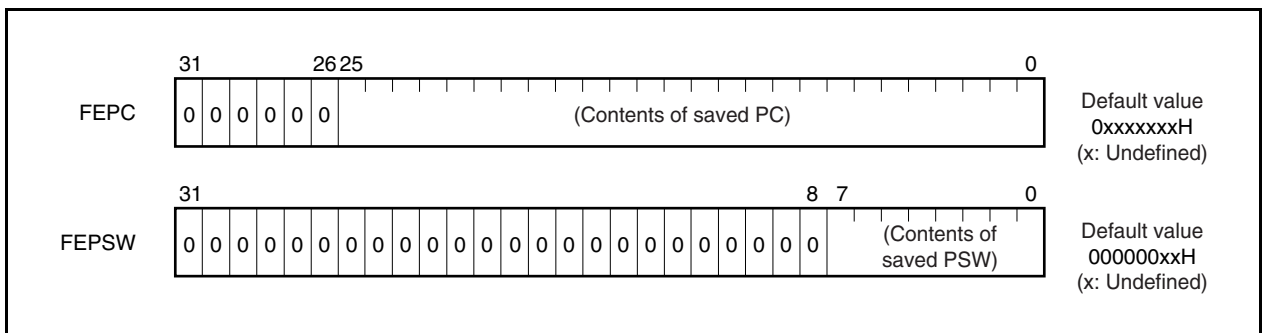 31 26 25 0
FEPC 0 0 0 0 0 0 (Contents of saved PC) Default value
0xxxxxxxH
(x: Undefined)
31 8 7 0
FEPSW 0 0 0 0 0 0 0 0 0 0 0 0 0 0 0 0 0 0 0 0 0 0 0 0 (Contents of
saved PSW) Default value
000000xxH
(x: Undefined)